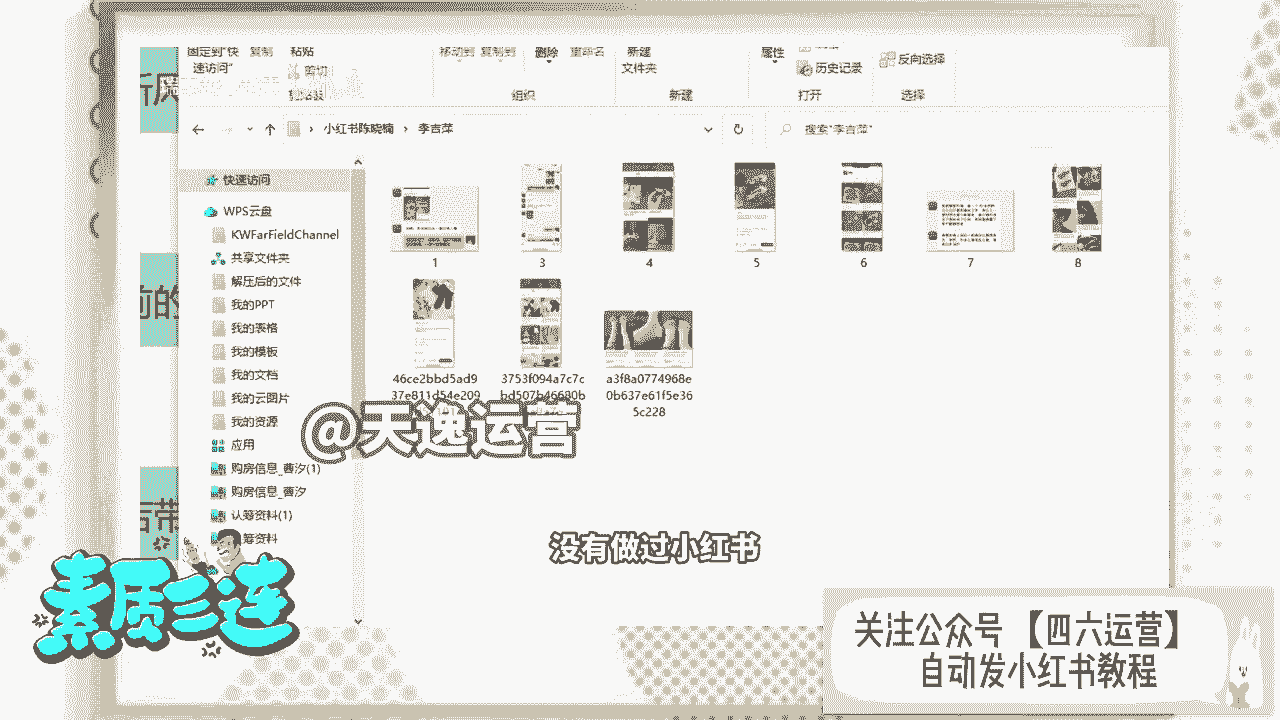 固定到"快 复制 粘贴 移动到 复制到 删除 重命名 新建 属性
速访问" 剪切 文件夹 历史记录 反向选择
组织 新建 打开 选择
小红书陈晓楠 › 李吉萍 搜索"李吉萍"
快速访问
WPS云盘
KWFarFieldChannel
共享文件夹
解压后的文件
我的PPT
我的表格
我的模板
我的文档
我的云图片
我的资源
应用
购房信息_曹汐(1)
购房信息_曹汐
认筹资料(1)
筹资料
1 3 4 5 6 7 8
46ce2bbd5ad9 3753f094a7c7c a3f8a0774968e
37e811d54e209 bd507b46680b 0b637e61f5e36
5c228
@天逸运营
没有做过小红书
素质三连
关注公众号【四六运营】
自动发小红书教程